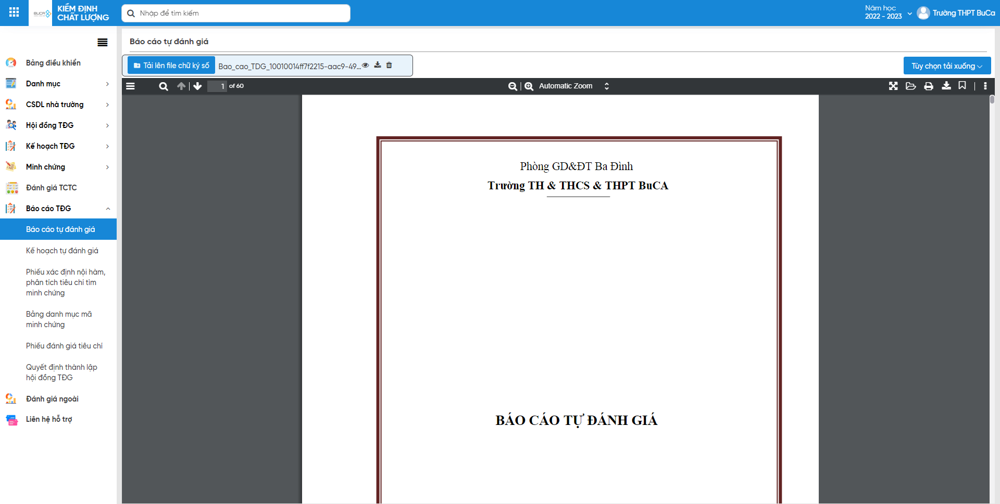 BUCA
KIỂM ĐỊNH
CHẤT LƯỢNG
Nhập để tìm kiếm
Năm học
2022 - 2023
Trường THPT BuCa
Bảng điều khiển
Danh mục
CSDL nhà trường
Hội đồng TĐG
Kế hoạch TĐG
Minh chứng
Đánh giá TCTC
Báo cáo TĐG
Báo cáo tự đánh giá
Kế hoạch tự đánh giá
Phiếu xác định nội hàm,
phân tích tiêu chí tìm
minh chứng
Bảng danh mục mã
minh chứng
Phiếu đánh giá tiêu chí
Quyết định thành lập
hội đồng TĐG
Đánh giá ngoài
Liên hệ hỗ trợ
Báo cáo tự đánh giá
Tải lên file chữ ký số
Bao_cao_TDG_10010014ff7f2215-aac9-49...
Tùy chọn tải xuống
1 of 60
Automatic Zoom
Phòng GD&ĐT Ba Đình
Trường TH & THCS & THPT BuCA
BÁO CÁO TỰ ĐÁNH GIÁ